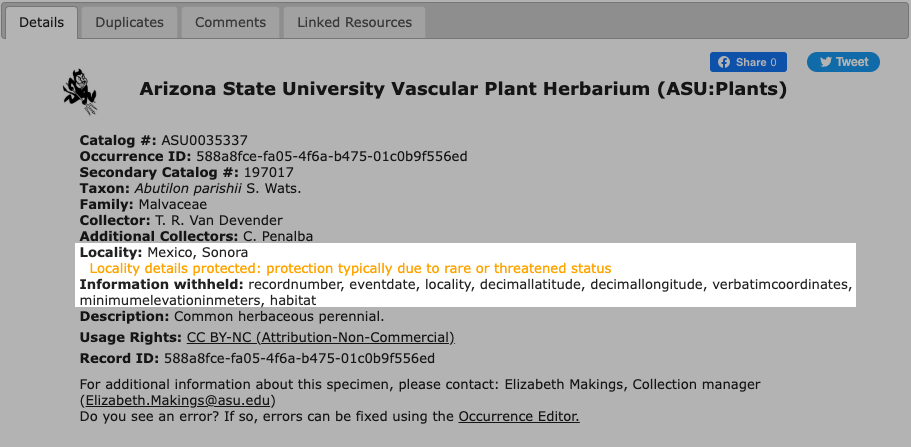 Details Duplicates Comments Linked Resources
Share 0 Tweet
Arizona State University Vascular Plant Herbarium (ASU:Plants)
Catalog #: ASU0035337
Occurrence ID: 588a8fce-fa05-4f6a-b475-01c0b9f556ed
Secondary Catalog #: 197017
Taxon: Abutilon parishii S. Wats.
Family: Malvaceae
Collector: T. R. Van Devender
Additional Collectors: C. Penalba
Locality: Mexico, Sonora
Locality details protected: protection typically due to rare or threatened status
Information withheld: recordnumber, eventdate, locality, decimallatitude, decimallongitude, verbatimcoordinates,
minimumelevationinmeters, habitat
Description: Common herbaceous perennial.
Usage Rights: CC BY-NC (Attribution-Non-Commercial)
Record ID: 588a8fce-fa05-4f6a-b475-01c0b9f556ed
For additional information about this specimen, please contact: Elizabeth Makings, Collection manager
(Elizabeth.Makings@asu.edu)
Do you see an error? If so, errors can be fixed using the Occurrence Editor.